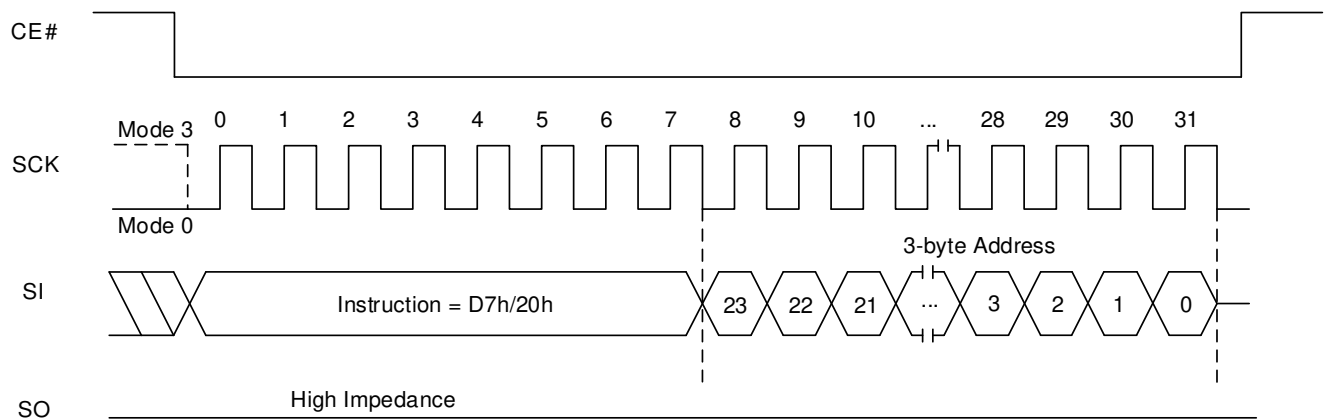 CE#
0 1 2 3 4 5 6 7 8 9 10 ... 28 29 30 31
Mode 3
SCK
Mode 0
3-byte Address
SI
Instruction = D7h/20h 23 22 21 ... 3 2 1 0
High Impedance
SO